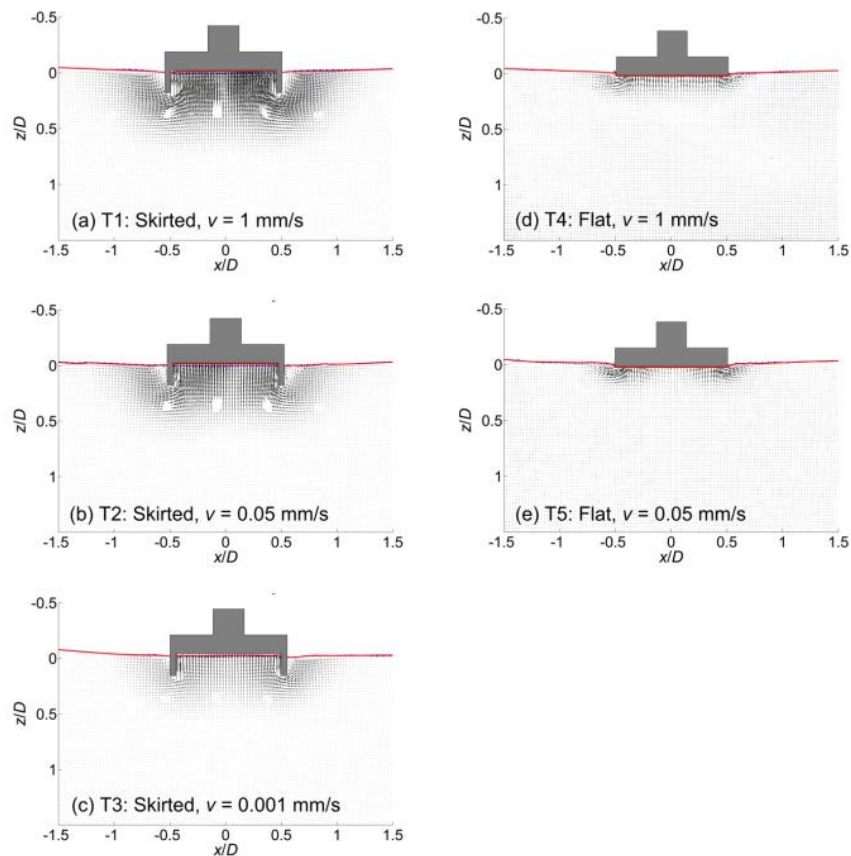 -0.5
0
0.5
1
z/D
(a) T1: Skirted, v = 1 mm/s
-1.5 -1 -0.5 0 0.5 1 1.5
x/D
-0.5
0
0.5
1
z/D
(d) T4: Flat, v = 1 mm/s
-1.5 -1 -0.5 0 0.5 1 1.5
x/D
-0.5
0
0.5
1
z/D
(b) T2: Skirted, v = 0.05 mm/s
-1.5 -1 -0.5 0 0.5 1 1.5
x/D
-0.5
0
0.5
1
z/D
(e) T5: Flat, v = 0.05 mm/s
-1.5 -1 -0.5 0 0.5 1 1.5
x/D
-0.5
0
0.5
1
z/D
(c) T3: Skirted, v = 0.001 mm/s
-1.5 -1 -0.5 0 0.5 1 1.5
x/D